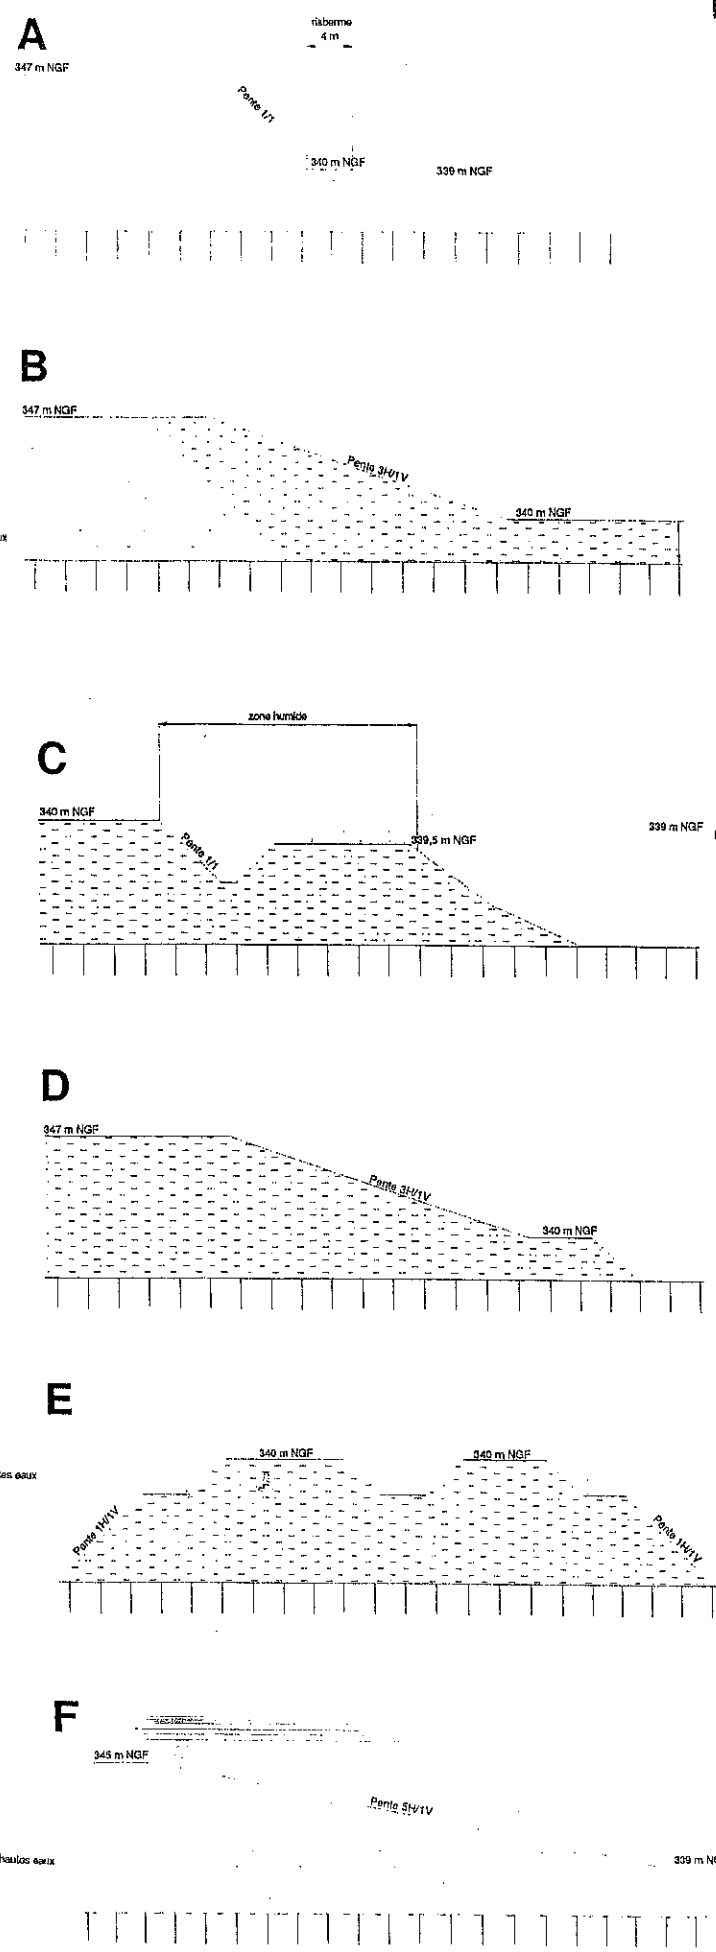 A
risberme
4 m
347 m NGF
Pente 1/1
340 m NGF
339 m NGF
B
347 m NGF
Pente 3H/1V
340 m NGF
zone humide
C
340 m NGF
339 m NGF
Pente 1/1
339,5 m NGF
D
347 m NGF
Pente 3H/1V
340 m NGF
E
340 m NGF
340 m NGF
eaux
Pente 1H/1V
Pente 1H/1V
F
345 m NGF
Pente 5H/1V
hautes eaux
339 m